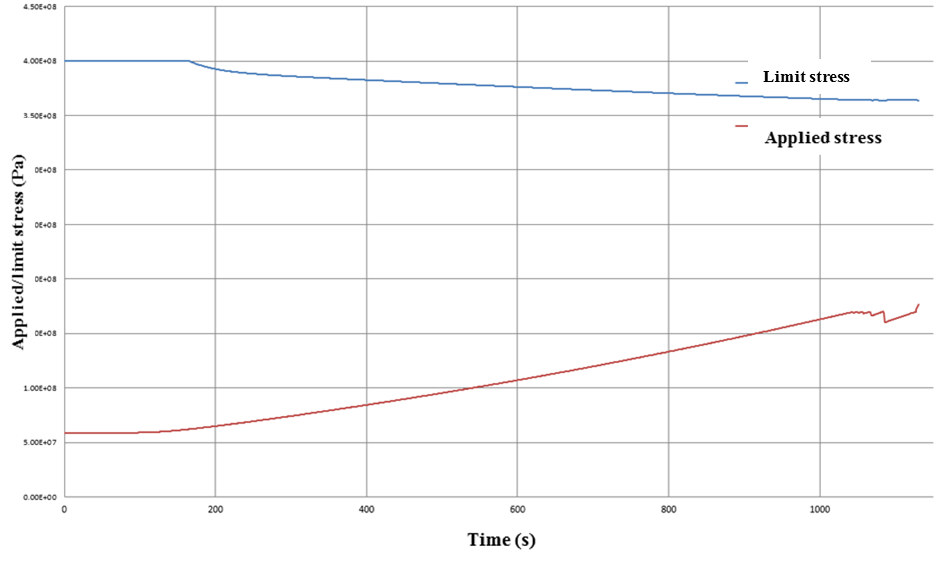 4.50E+08
4.00E+08
Limit stress
3.50E+08
Applied stress
0E+08
0E+08
0E+08
0E+08
1.00E+08
5.00E+07
0.00E+00
Applied/limit stress (Pa)
0 200 400 600 800 1000
Time (s)